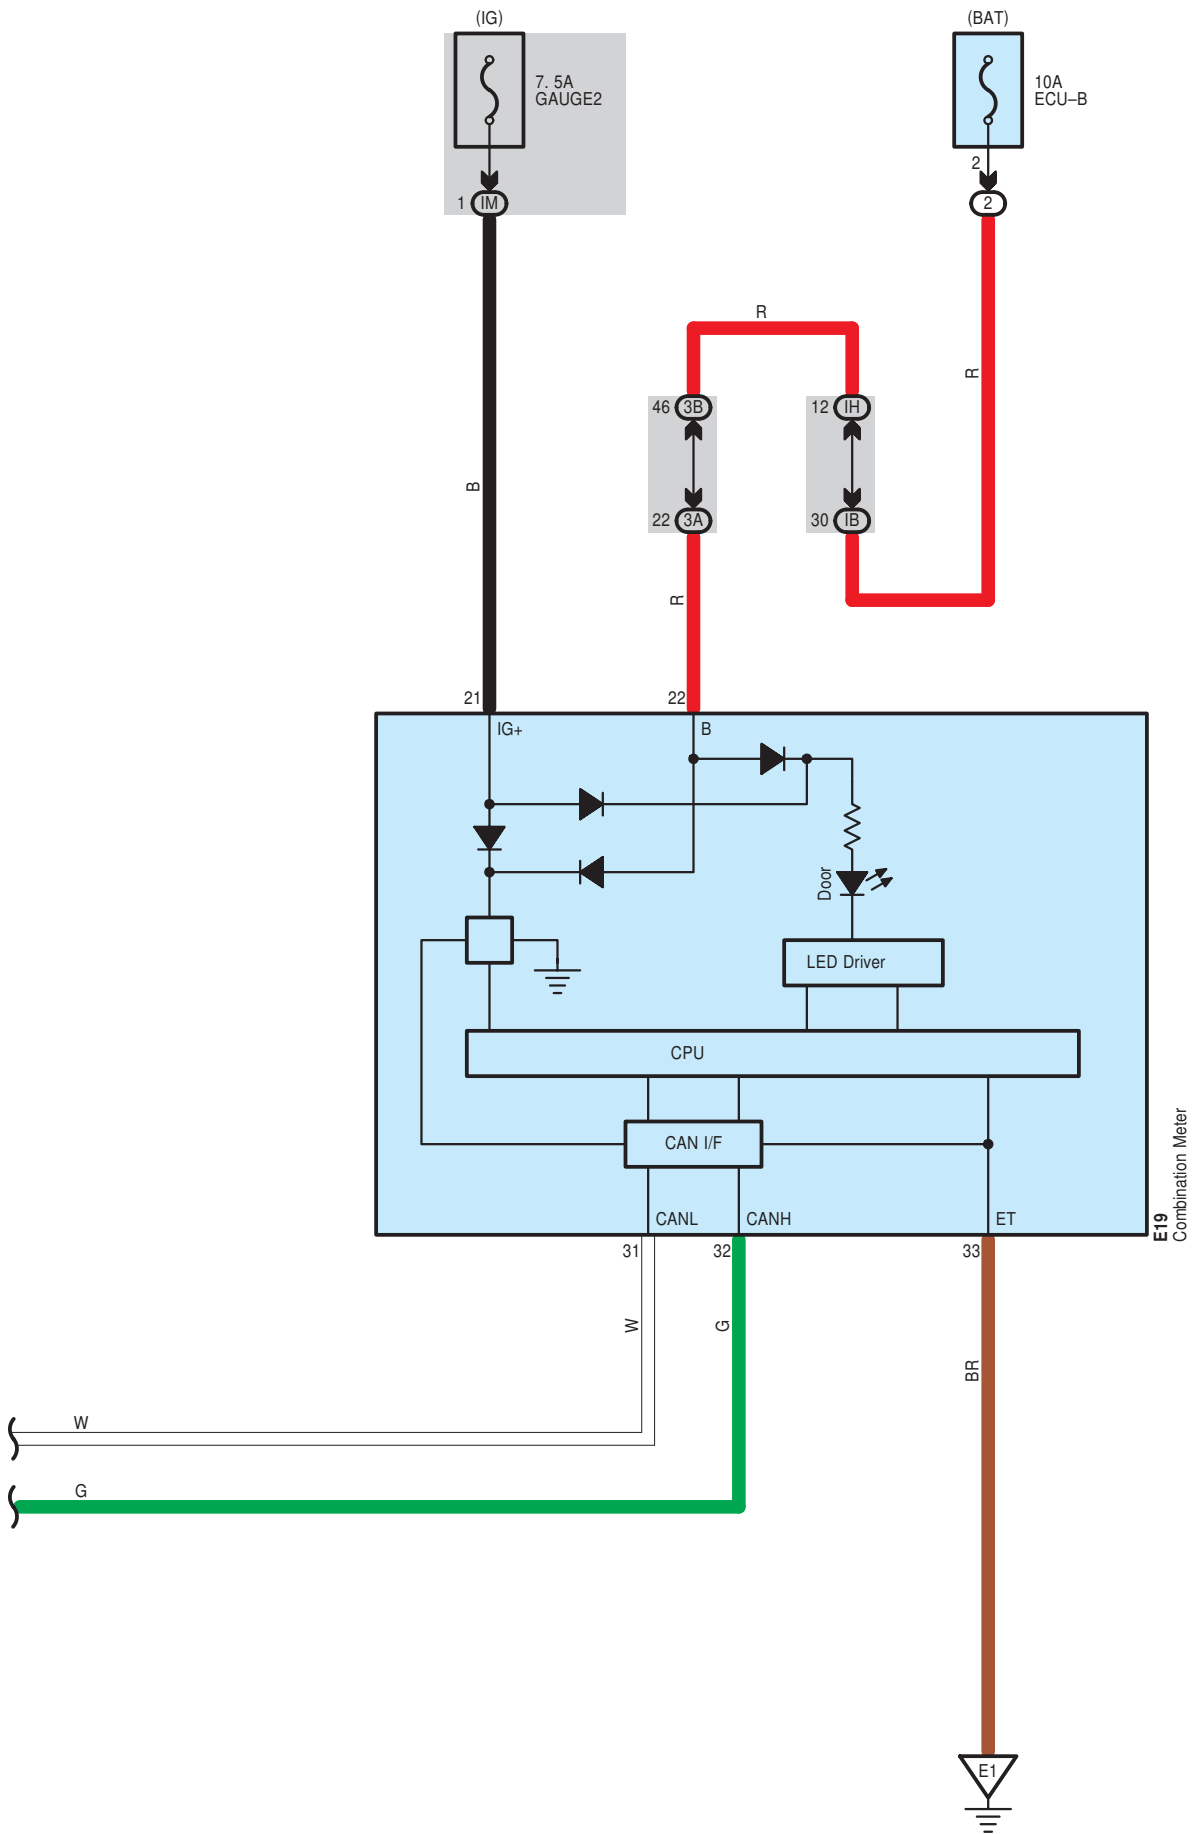 (IG)
(BAT)
7. 5A
GAUGE2
10A
ECU–B
2
1 IM
2
R
R
46 3B
12 IH
B
22 3A
30 IB
R
21
22
IG+
B
Door
LED Driver
CPU
CAN I/F
CANL
CANH
ET
E19
Combination Meter
31
32
33
W
G
BR
W
G
E1